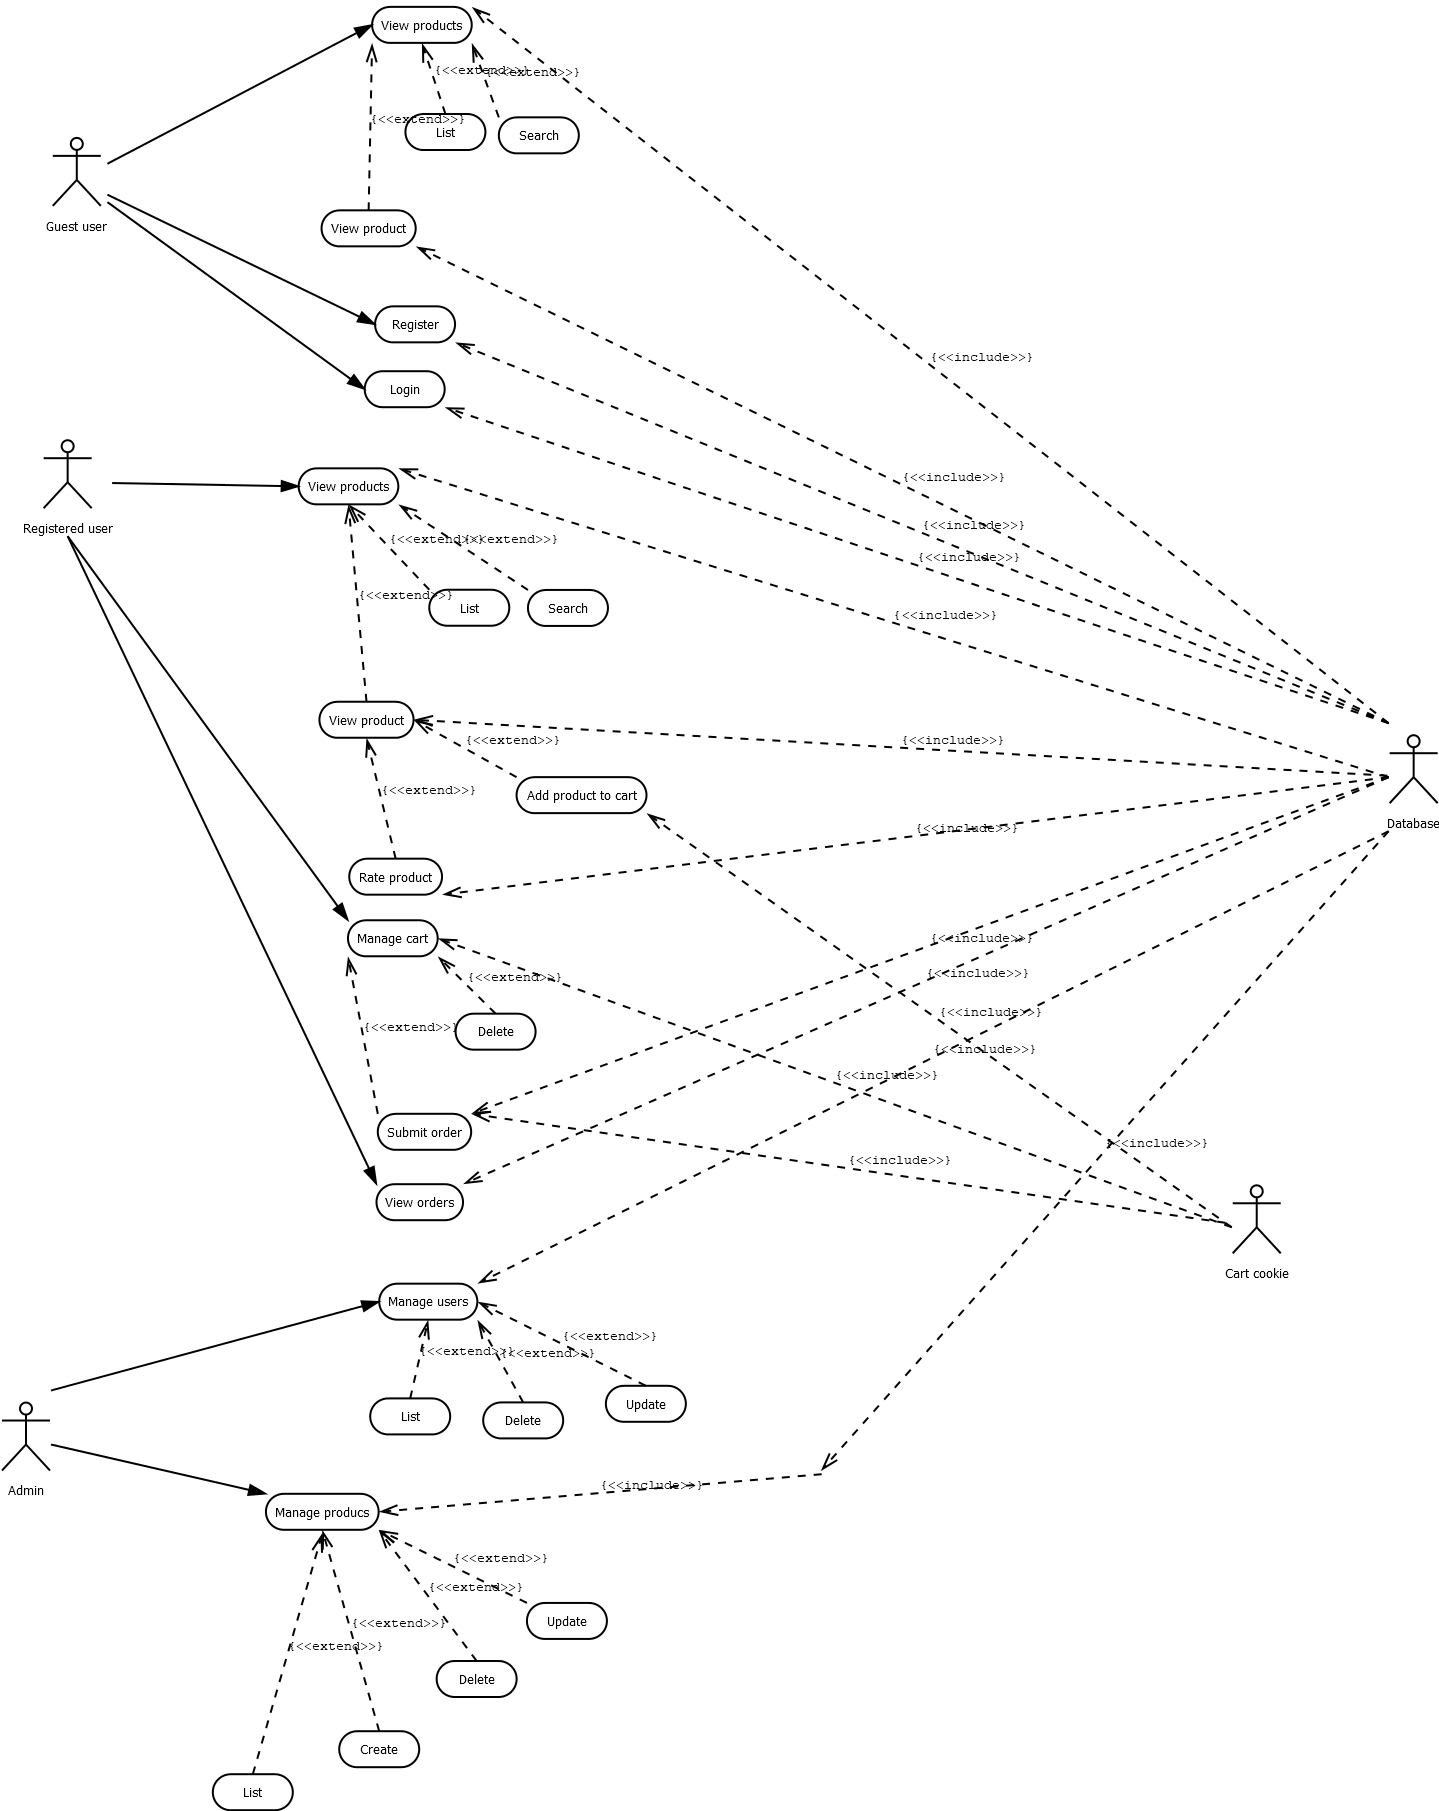 View products
{<<extend>>}
{<<extend>>}
{<<extend>>}
List
Search
Guest user
View product
Register
{<<include>>}
Login
{<<include>>}
View products
Registered user
{<<include>>}
{<<extend>>}
{<<extend>>}
{<<include>>}
{<<extend>>}
List
Search
{<<include>>}
View product
{<<extend>>}
{<<include>>}
{<<extend>>}
Add product to cart
Database
{<<include>>}
Rate product
Manage cart
{<<include>>}
{<<extend>>}
{<<include>>}
{<<include>>}
{<<extend>>}
Delete
{<<include>>}
{<<include>>}
Submit order
{<<include>>}
{<<include>>}
View orders
Cart cookie
Manage users
{<<extend>>}
{<<extend>>}
{<<extend>>}
List
Delete
Update
Admin
{<<include>>}
Manage producs
{<<extend>>}
{<<extend>>}
{<<extend>>}
Update
{<<extend>>}
Delete
Create
List